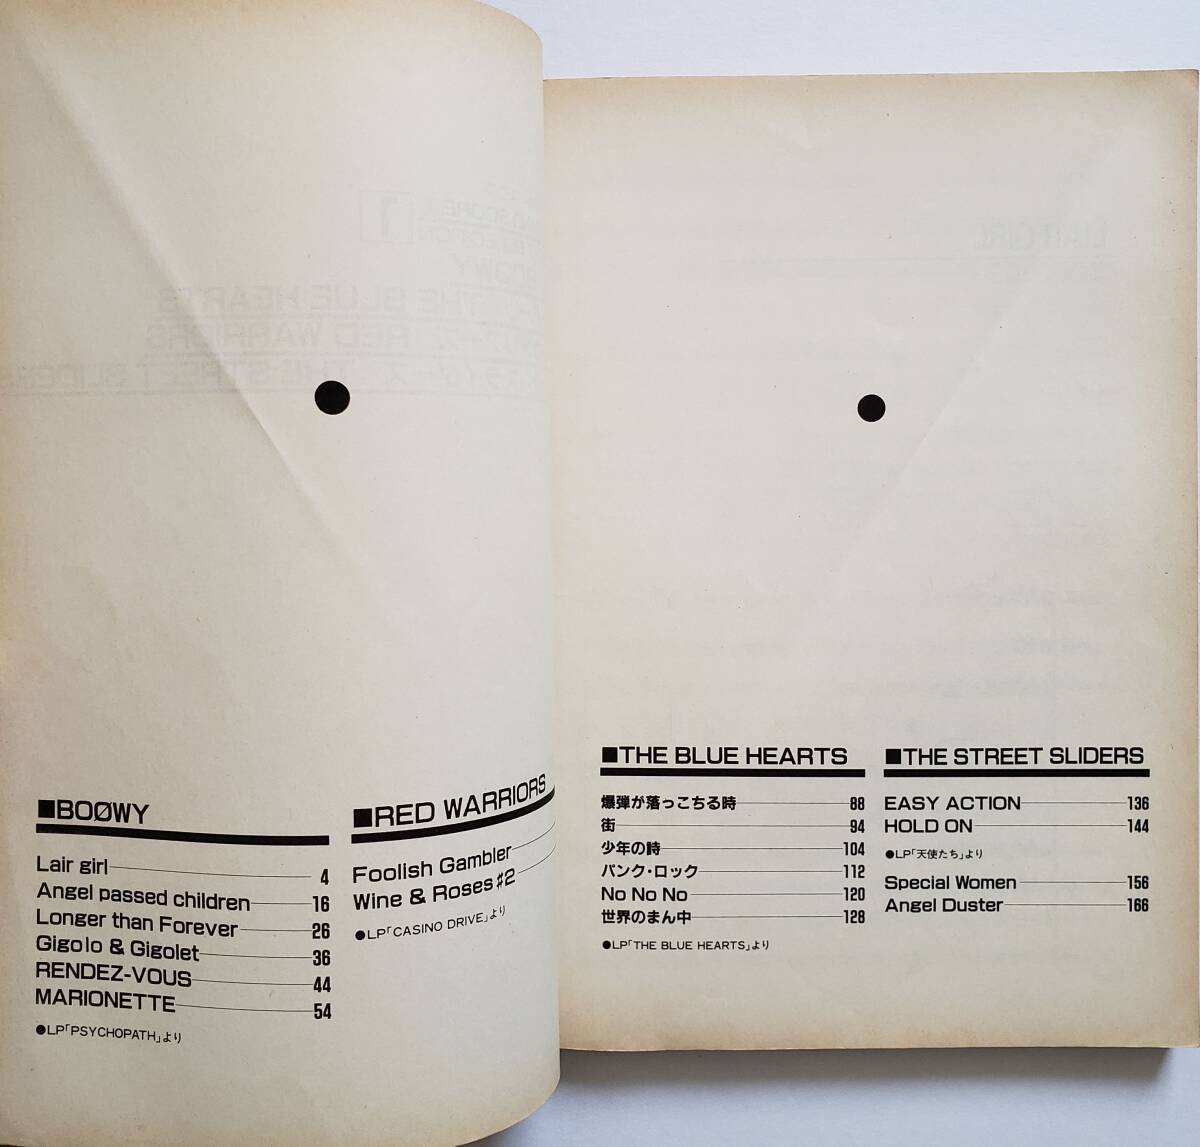 ■BOØWY
Lair girl 4
Angel passed children 16
Longer than Forever 26
Gigolo & Gigolet 36
RENDEZ-VOUS 44
MARIONETTE 54
●LP「PSYCHOPATH」より
■RED WARRIORS
Foolish Gambler
Wine & Roses #2
●LP「CASINO DRIVE」より
■THE BLUE HEARTS
爆弾が落っこちる時 88
街 94
少年の詩 104
パンク・ロック 112
No No No 120
世界のまん中 128
●LP「THE BLUE HEARTS」より
■THE STREET SLIDERS
EASY ACTION 136
HOLD ON 144
●LP「天使たち」より
Special Women 156
Angel Duster 166